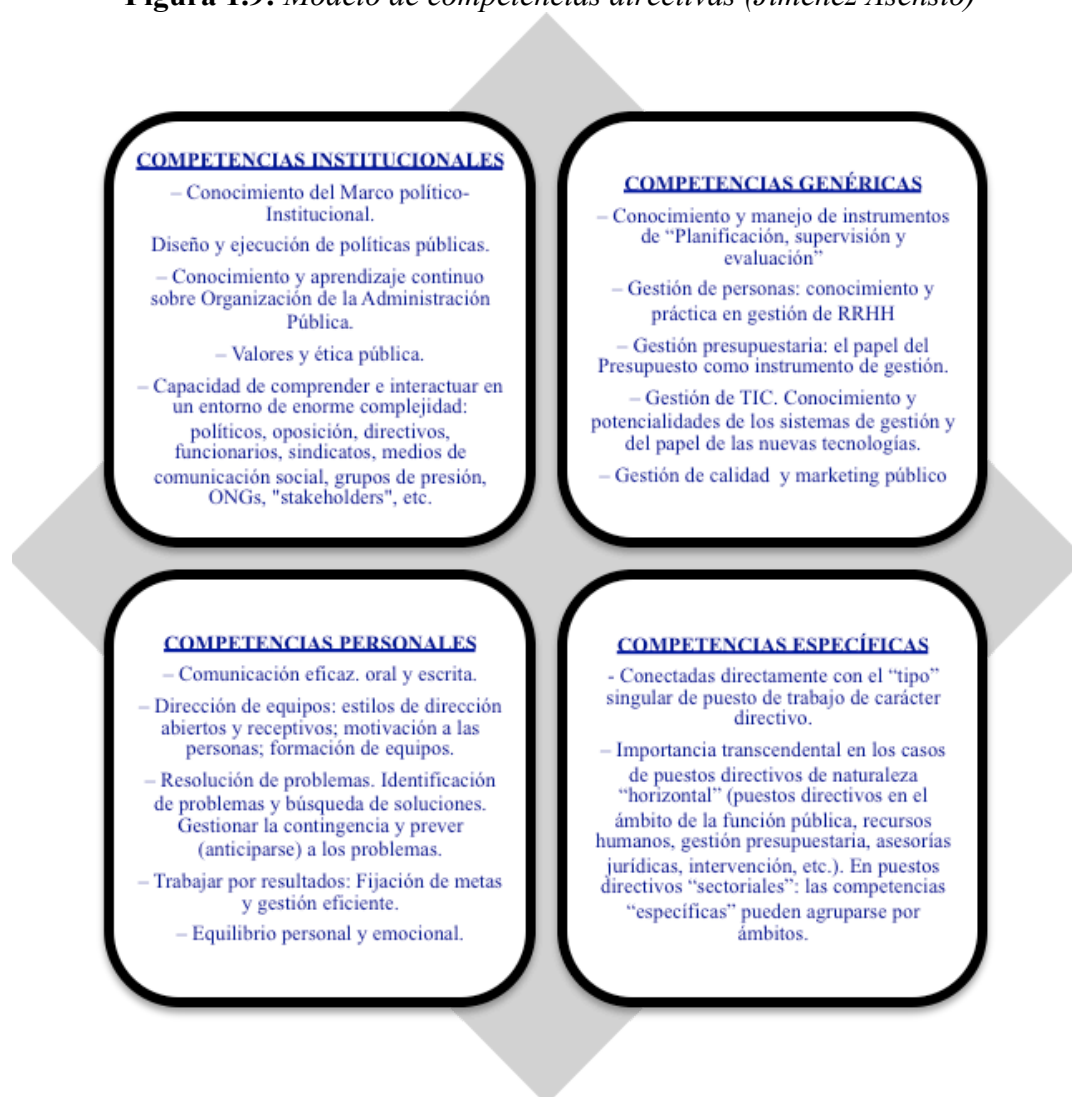 Figura 1.9. Modelo de competencias directivas (Jiménez Asensio)
COMPETENCIAS INSTITUCIONALES
– Conocimiento del Marco político-
Institucional.
Diseño y ejecución de políticas públicas.
– Conocimiento y aprendizaje continuo
sobre Organización de la Administración
Pública.
– Valores y ética pública.
– Capacidad de comprender e interactuar en
un entorno de enorme complejidad:
políticos, oposición, directivos,
funcionarios, sindicatos, medios de
comunicación social, grupos de presión,
ONGs, "stakeholders", etc.
COMPETENCIAS GENÉRICAS
– Conocimiento y manejo de instrumentos
de “Planificación, supervisión y
evaluación”
– Gestión de personas: conocimiento y
práctica en gestión de RRHH
– Gestión presupuestaria: el papel del
Presupuesto como instrumento de gestión.
– Gestión de TIC. Conocimiento y
potencialidades de los sistemas de gestión y
del papel de las nuevas tecnologías.
– Gestión de calidad y marketing público
COMPETENCIAS PERSONALES
– Comunicación eficaz. oral y escrita.
– Dirección de equipos: estilos de dirección
abiertos y receptivos; motivación a las
personas; formación de equipos.
– Resolución de problemas. Identificación
de problemas y búsqueda de soluciones.
Gestionar la contingencia y prever
(anticiparse) a los problemas.
– Trabajar por resultados: Fijación de metas
y gestión eficiente.
– Equilibrio personal y emocional.
COMPETENCIAS ESPECÍFICAS
- Conectadas directamente con el “tipo”
singular de puesto de trabajo de carácter
directivo.
– Importancia transcendental en los casos
de puestos directivos de naturaleza
“horizontal” (puestos directivos en el
ámbito de la función pública, recursos
humanos, gestión presupuestaria, asesorías
jurídicas, intervención, etc.). En puestos
directivos “sectoriales”: las competencias
“específicas” pueden agruparse por
ámbitos.